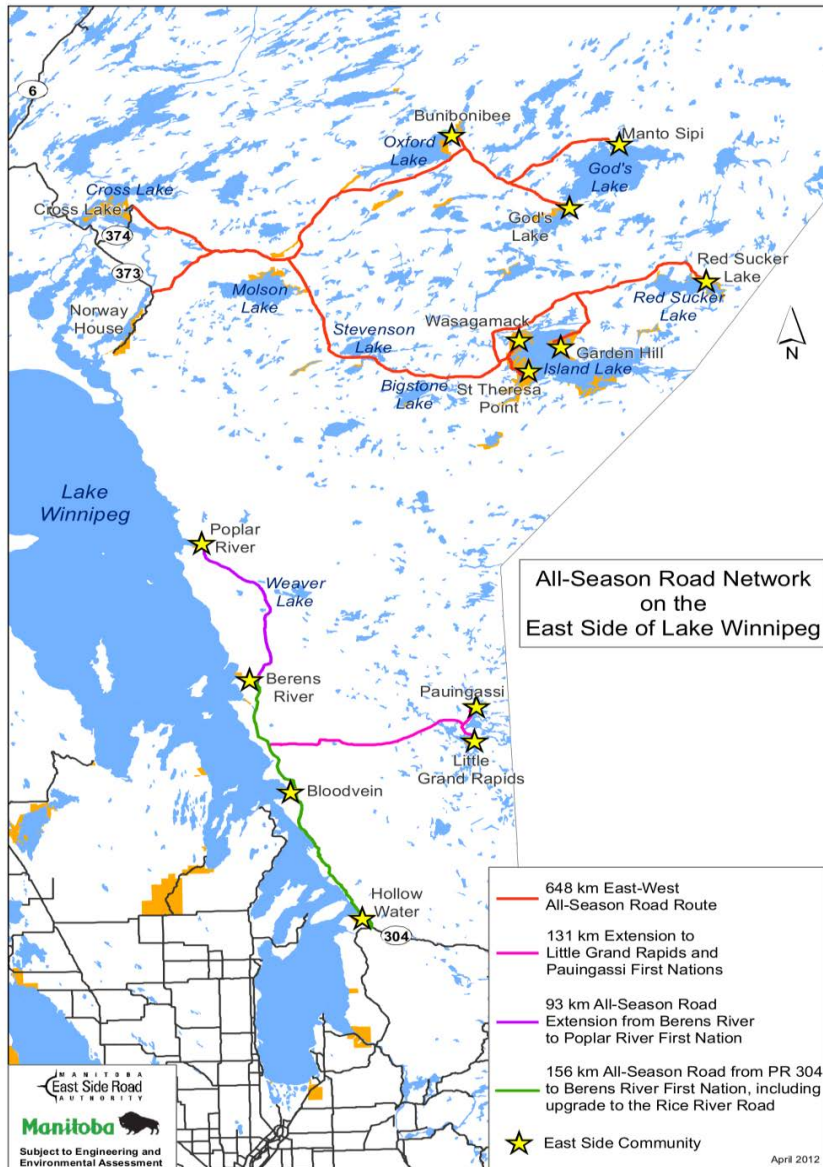 6
Bunibonibee
Oxford
Lake
Manto Sipi
God's
Lake
Cross Lake
Cross Lake
374
God's
Lake
373
Red Sucker
Lake
Molson
Lake
Red Sucker
Lake
Norway
House
Wasagamack
Stevenson
Lake
Garden Hill
Island Lake
Bigstone
Lake
St Theresa
Point
N
Lake
Winnipeg
Poplar
River
Weaver
Lake
All-Season Road Network
on the
East Side of Lake Winnipeg
Berens
River
Pauingassi
Little
Grand Rapids
Bloodvein
Hollow
Water
304
648 km East-West
All-Season Road Route
131 km Extension to
Little Grand Rapids and
Pauingassi First Nations
93 km All-Season Road
Extension from Berens River
to Poplar River First Nation
156 km All-Season Road from PR 304
to Berens River First Nation, including
upgrade to the Rice River Road
East Side Community
MANITOBA
East Side Road
AUTHORITY
Manitoba
Subject to Engineering and
Environmental Assessment
April 2012